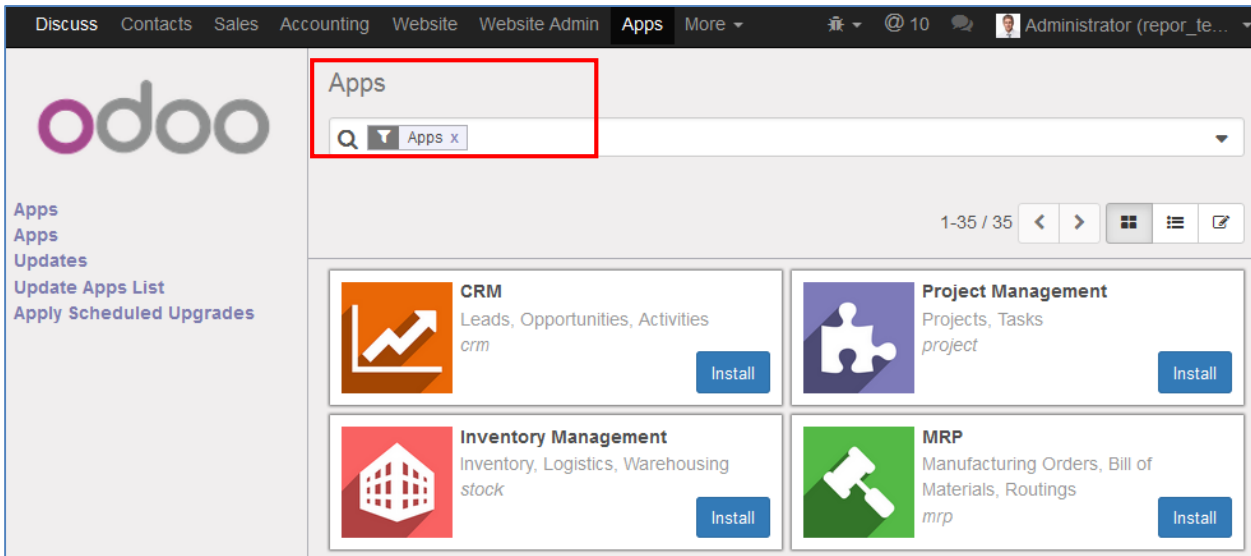 Discuss Contacts Sales Accounting Website Website Admin Apps More @ 10 Administrator (repor_te...
odoo
Apps
Apps x
Apps
Apps
Updates
Update Apps List
Apply Scheduled Upgrades
1-35 / 35
CRM
Leads, Opportunities, Activities
crm
Install
Project Management
Projects, Tasks
project
Install
Inventory Management
Inventory, Logistics, Warehousing
stock
Install
MRP
Manufacturing Orders, Bill of
Materials, Routings
mrp
Install